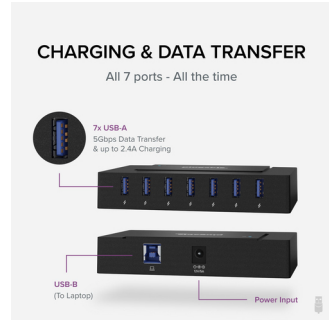 CHARGING & DATA TRANSFER
All 7 ports - All the time
7x USB-A
5Gbps Data Transfer
& up to 2.4A Charging
USB-B
(To Laptop)
Power Input